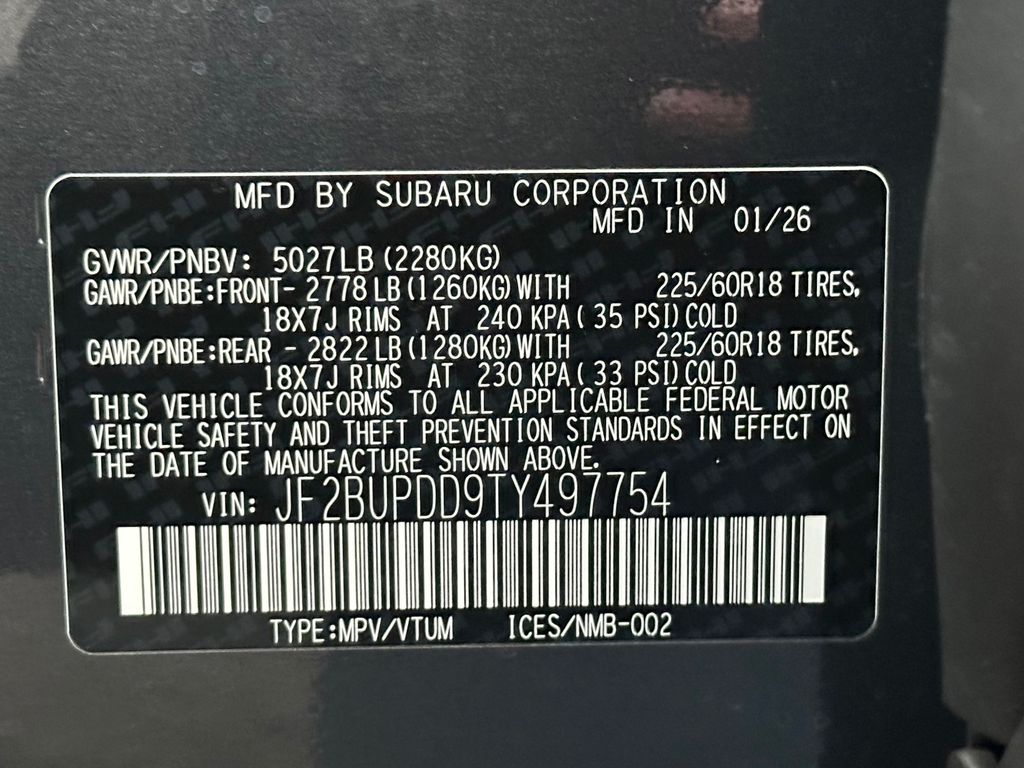 MFD BY SUBARU CORPORATION
MFD IN 01/26
GVWR/PNBV: 5027LB (2280KG)
GAWR/PNBE:FRONT- 2778 LB (1260KG) WITH 225/60R18 TIRES,
18X7J RIMS AT 240 KPA ( 35 PSI) COLD
GAWR/PNBE:REAR - 2822 LB (1280KG) WITH 225/60R18 TIRES,
18X7J RIMS AT 230 KPA ( 33 PSI) COLD
THIS VEHICLE CONFORMS TO ALL APPLICABLE FEDERAL MOTOR
VEHICLE SAFETY AND THEFT PREVENTION STANDARDS IN EFFECT ON
THE DATE OF MANUFACTURE SHOWN ABOVE.
VIN: JF2BUPDD9TY497754
TYPE:MPV/VTUM ICES/NMB-002